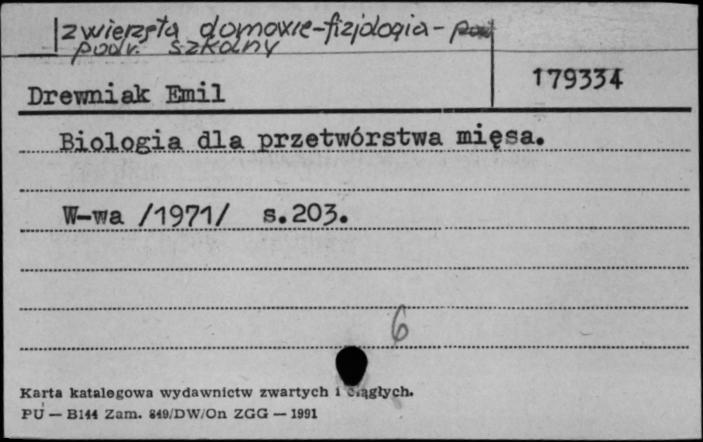 zwierzęta domowe-fizjologia-
podr. szkolny
179334
Drewniak Emil
Biologia dla przetwórstwa mięsa.
W-wa /1971/ s.203.
6
Karta katalogowa wydawnictw zwartych i ciągłych.
PU — B144 Zam. 849/DW/On ZGG — 1991